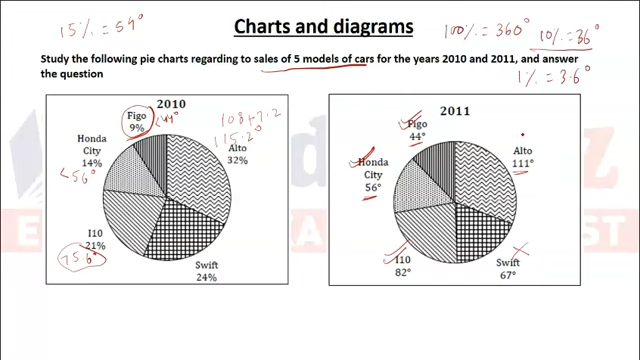 Charts and diagrams
15% = 54°
100% = 360°
10% = 36°
Study the following pie charts regarding to sales of 5 models of cars for the years 2010 and 2011, and answer
the question
1% = 3.6°
2010
Figo
9%
<44°
108+7.2
115.2°
Honda
City
14%
<56°
Alto
32%
I10
21%
75.6°
Swift
24%
2011
Figo
44°
Honda
City
56°
Alto
111°
I10
82°
Swift
67°